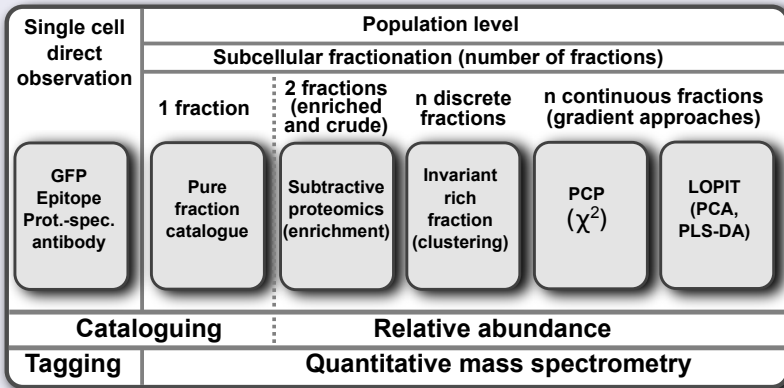 Single cell
direct
observation
Population level
Subcellular fractionation (number of fractions)
1 fraction
2 fractions
(enriched
and crude)
n discrete
fractions
n continuous fractions
(gradient approaches)
GFP
Epitope
Prot.-spec.
antibody
Pure
fraction
catalogue
Subtractive
proteomics
(enrichment)
Invariant
rich
fraction
(clustering)
PCP
(χ²)
LOPIT
(PCA,
PLS-DA)
Cataloguing
Relative abundance
Tagging
Quantitative mass spectrometry